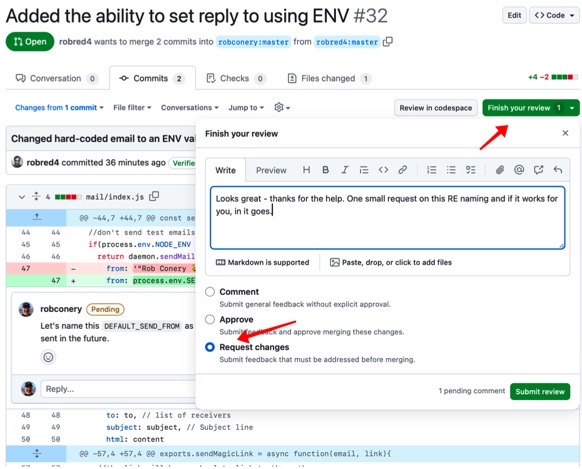 Added the ability to set reply to using ENV #32
Edit
Code
Open
robred4 wants to merge 2 commits into robconery:master from robred4:master
Conversation 0
Commits 2
Checks 0
Files changed 1
+4 −2
Changes from 1 commit
File filter
Conversations
Jump to
Review in codespace
Finish your review 1
Changed hard-coded email to an ENV
robred4 committed 36 minutes ago
Finish your review
Write
Preview
H B I
Looks great - thanks for the help. One small request on this RE naming and if it works for
you, in it goes.
Markdown is supported
Paste, drop, or click to add files
Comment
Submit general feedback without explicit approval.
Approve
Submit feedback and approve merging these changes.
Request changes
Submit feedback that must be addressed before merging.
1 pending comment
Submit review
4 mail/index.js
@@ -44,7 +44,7 @@ const
44 44 //don't send test emails
45 45 if(process.env.NODE_ENV
46 46 return daemon.sendMail
47 − from: '"Rob Conery
47 + from: process.env.SE
robconery Pending
Let's name this DEFAULT_SEND_FROM as
sent in the future.
Reply...
48 48 to: to, // list of receivers
49 49 subject: subject, // Subject line
50 50 html: content
@@ -57,4 +57,4 @@ exports.sendMagicLink = async function(email, link){